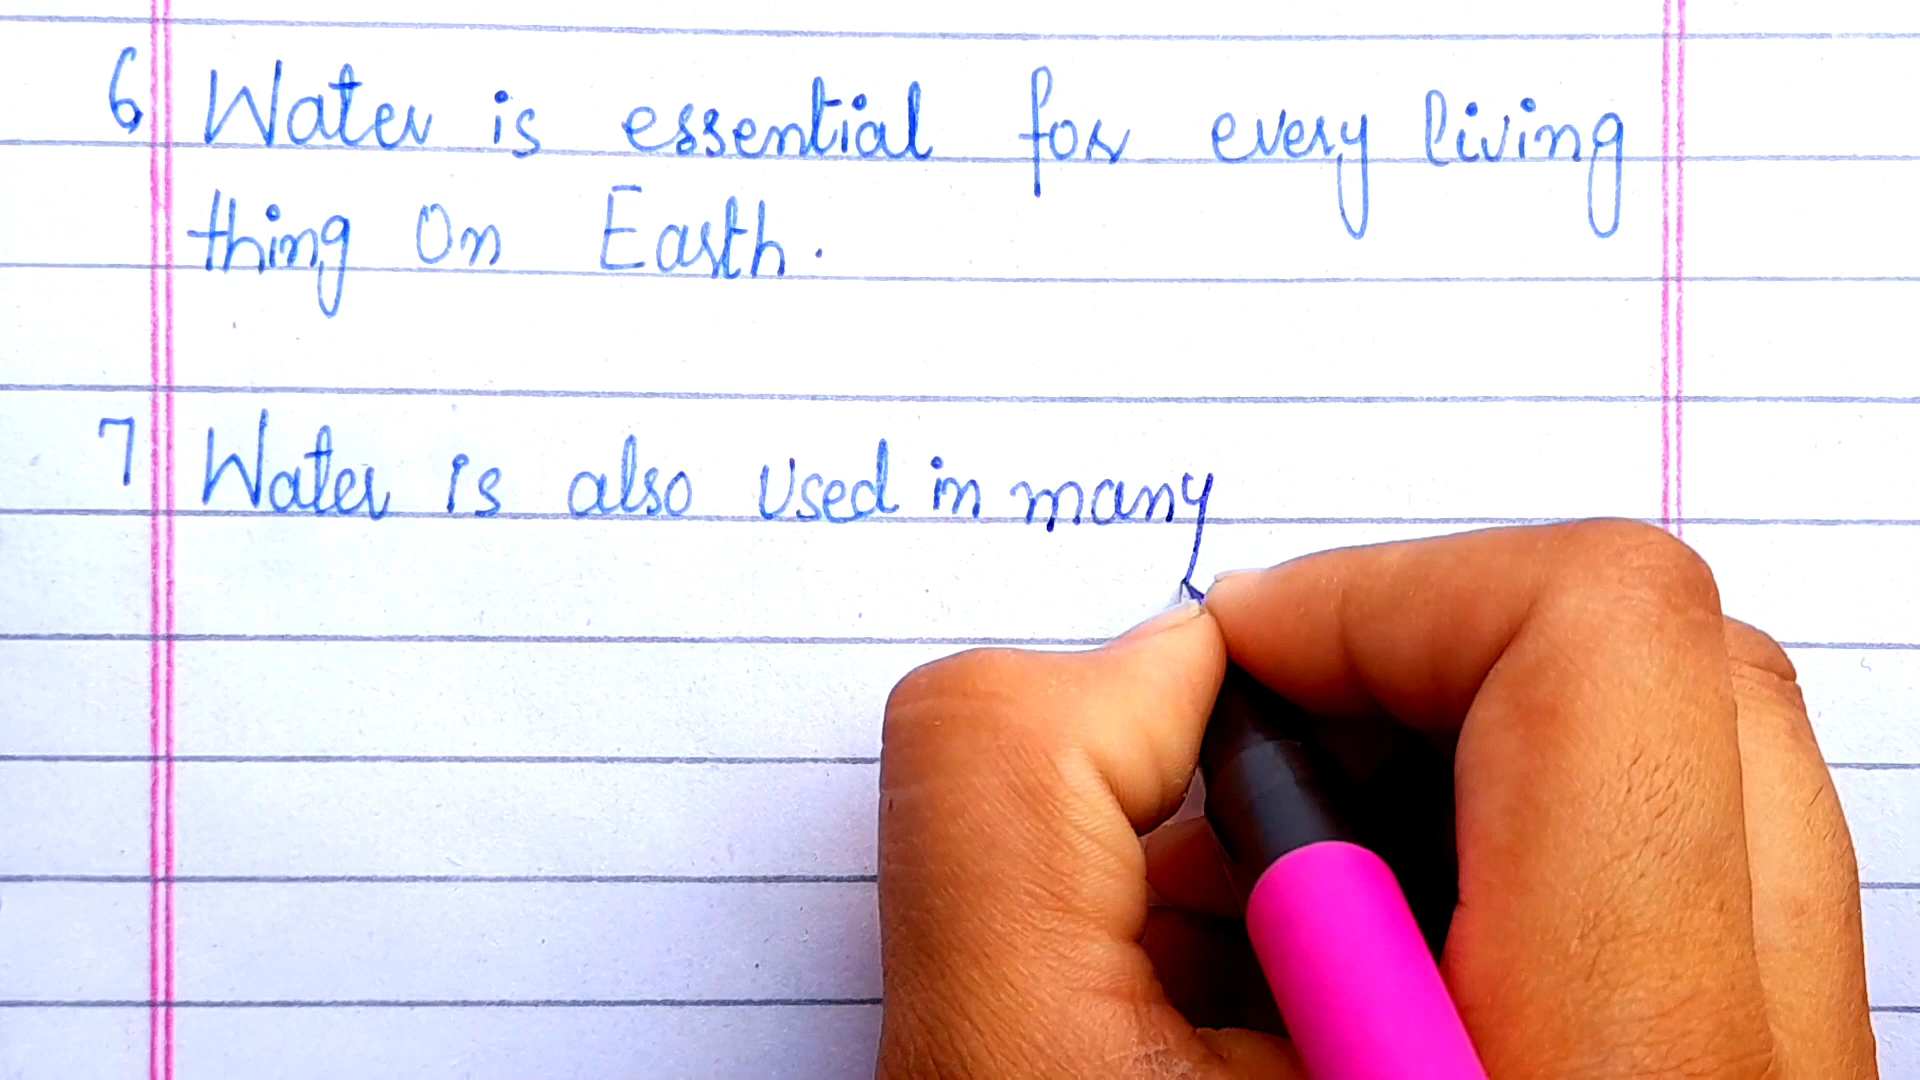 6 Water is essential for every living
thing On Earth.
7 Water is also Used in many